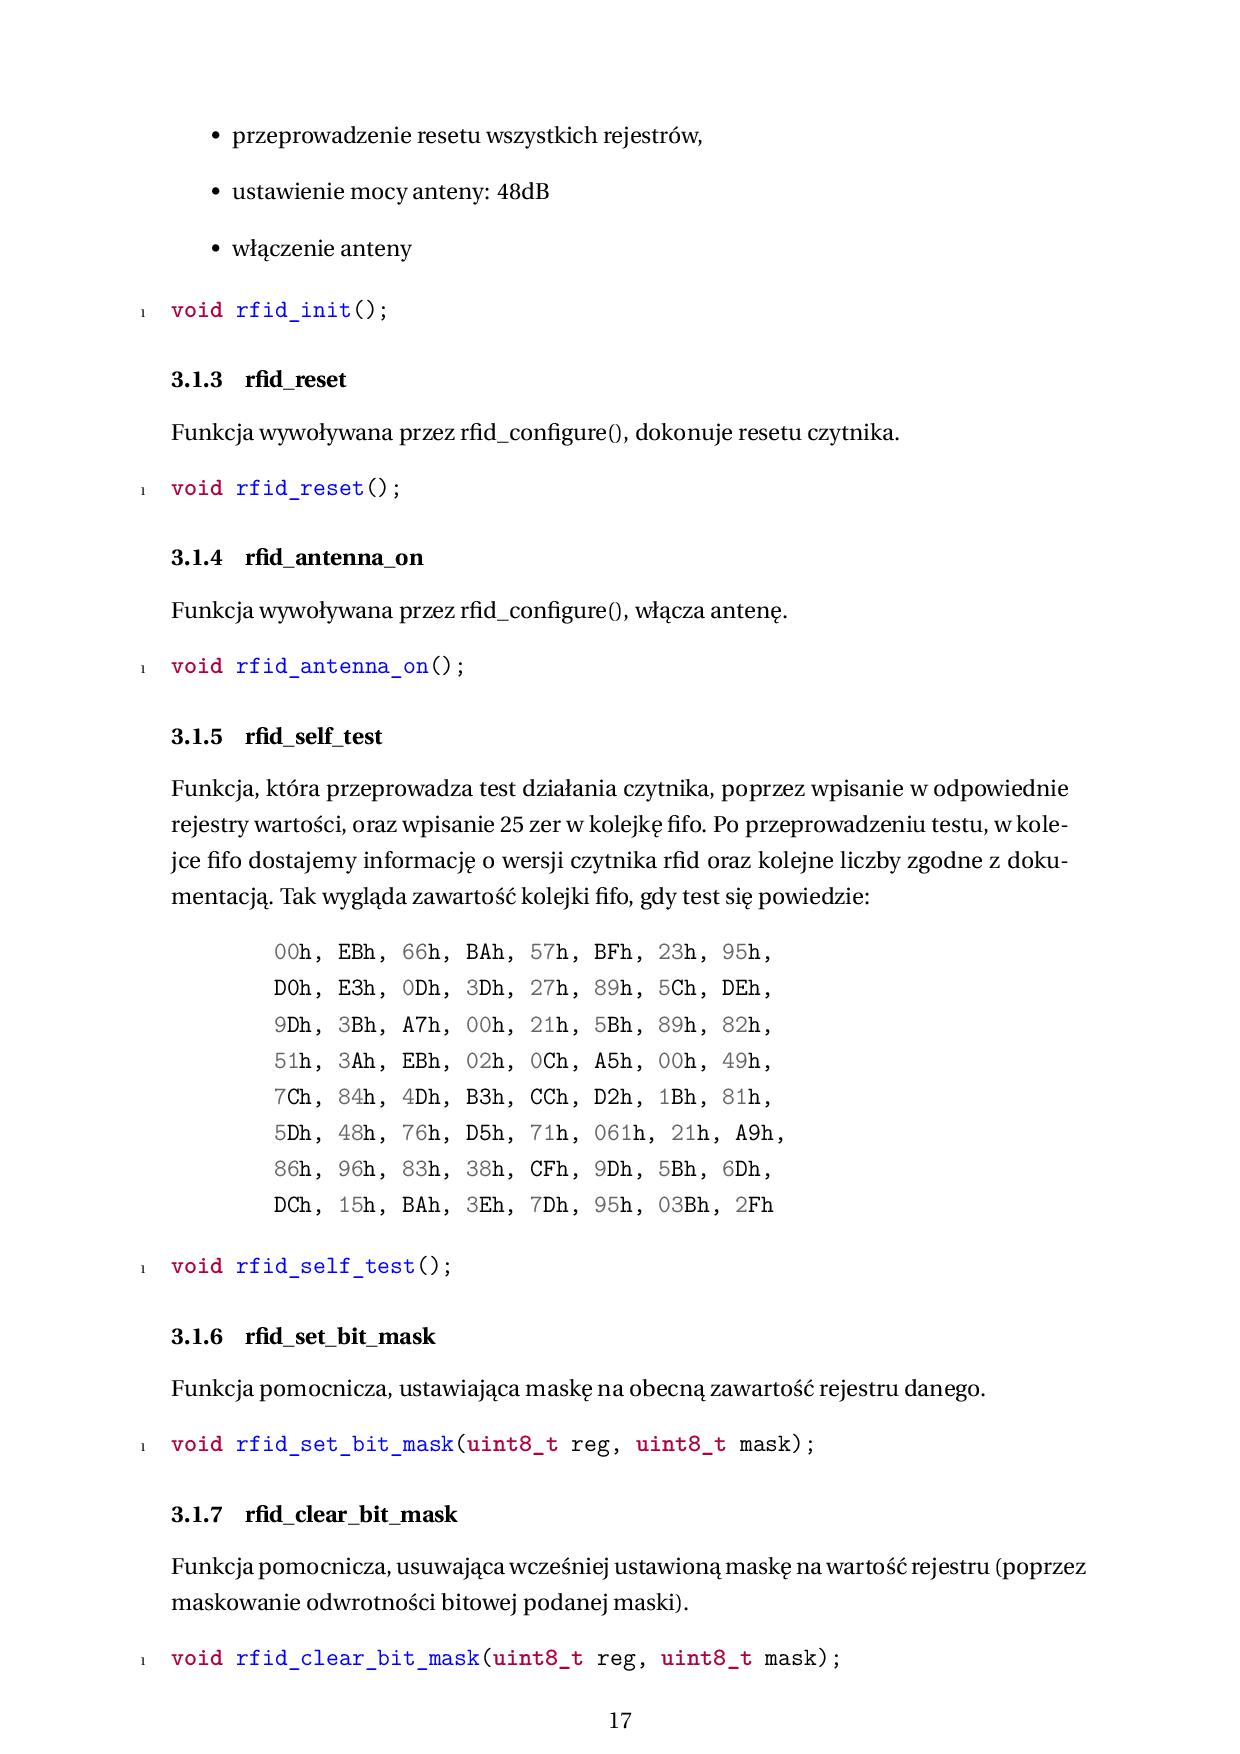 • przeprowadzenie resetu wszystkich rejestrów,
• ustawienie mocy anteny: 48dB
• włączenie anteny
1 void rfid_init();
3.1.3 rfid_reset
Funkcja wywoływana przez rfid_configure(), dokonuje resetu czytnika.
1 void rfid_reset();
3.1.4 rfid_antenna_on
Funkcja wywoływana przez rfid_configure(), włącza antenę.
1 void rfid_antenna_on();
3.1.5 rfid_self_test
Funkcja, która przeprowadza test działania czytnika, poprzez wpisanie w odpowiednie
rejestry wartości, oraz wpisanie 25 zer w kolejkę fifo. Po przeprowadzeniu testu, w kole-
jce fifo dostajemy informację o wersji czytnika rfid oraz kolejne liczby zgodne z doku-
mentacją. Tak wygląda zawartość kolejki fifo, gdy test się powiedzie:
00h, EBh, 66h, BAh, 57h, BFh, 23h, 95h,
D0h, E3h, 0Dh, 3Dh, 27h, 89h, 5Ch, DEh,
9Dh, 3Bh, A7h, 00h, 21h, 5Bh, 89h, 82h,
51h, 3Ah, EBh, 02h, 0Ch, A5h, 00h, 49h,
7Ch, 84h, 4Dh, B3h, CCh, D2h, 1Bh, 81h,
5Dh, 48h, 76h, D5h, 71h, 061h, 21h, A9h,
86h, 96h, 83h, 38h, CFh, 9Dh, 5Bh, 6Dh,
DCh, 15h, BAh, 3Eh, 7Dh, 95h, 03Bh, 2Fh
1 void rfid_self_test();
3.1.6 rfid_set_bit_mask
Funkcja pomocnicza, ustawiająca maskę na obecną zawartość rejestru danego.
1 void rfid_set_bit_mask(uint8_t reg, uint8_t mask);
3.1.7 rfid_clear_bit_mask
Funkcja pomocnicza, usuwająca wcześniej ustawioną maskę na wartość rejestru (poprzez
maskowanie odwrotności bitowej podanej maski).
1 void rfid_clear_bit_mask(uint8_t reg, uint8_t mask);
17